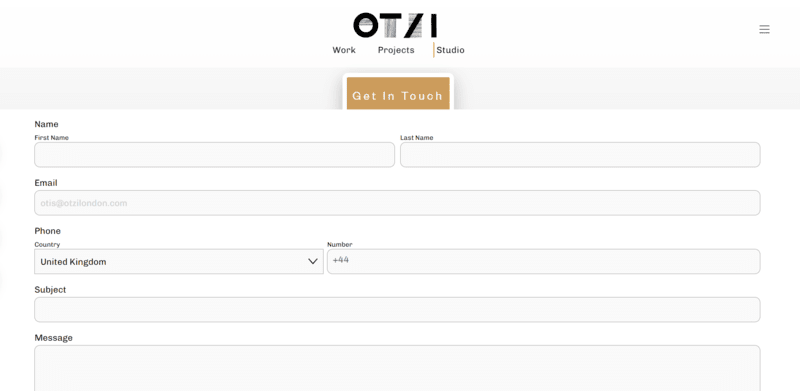 OTZI
Work Projects Studio
Get In Touch
Name
First Name Last Name
Email
otis@otzilondon.com
Phone
Country Number
United Kingdom +44
Subject
Message